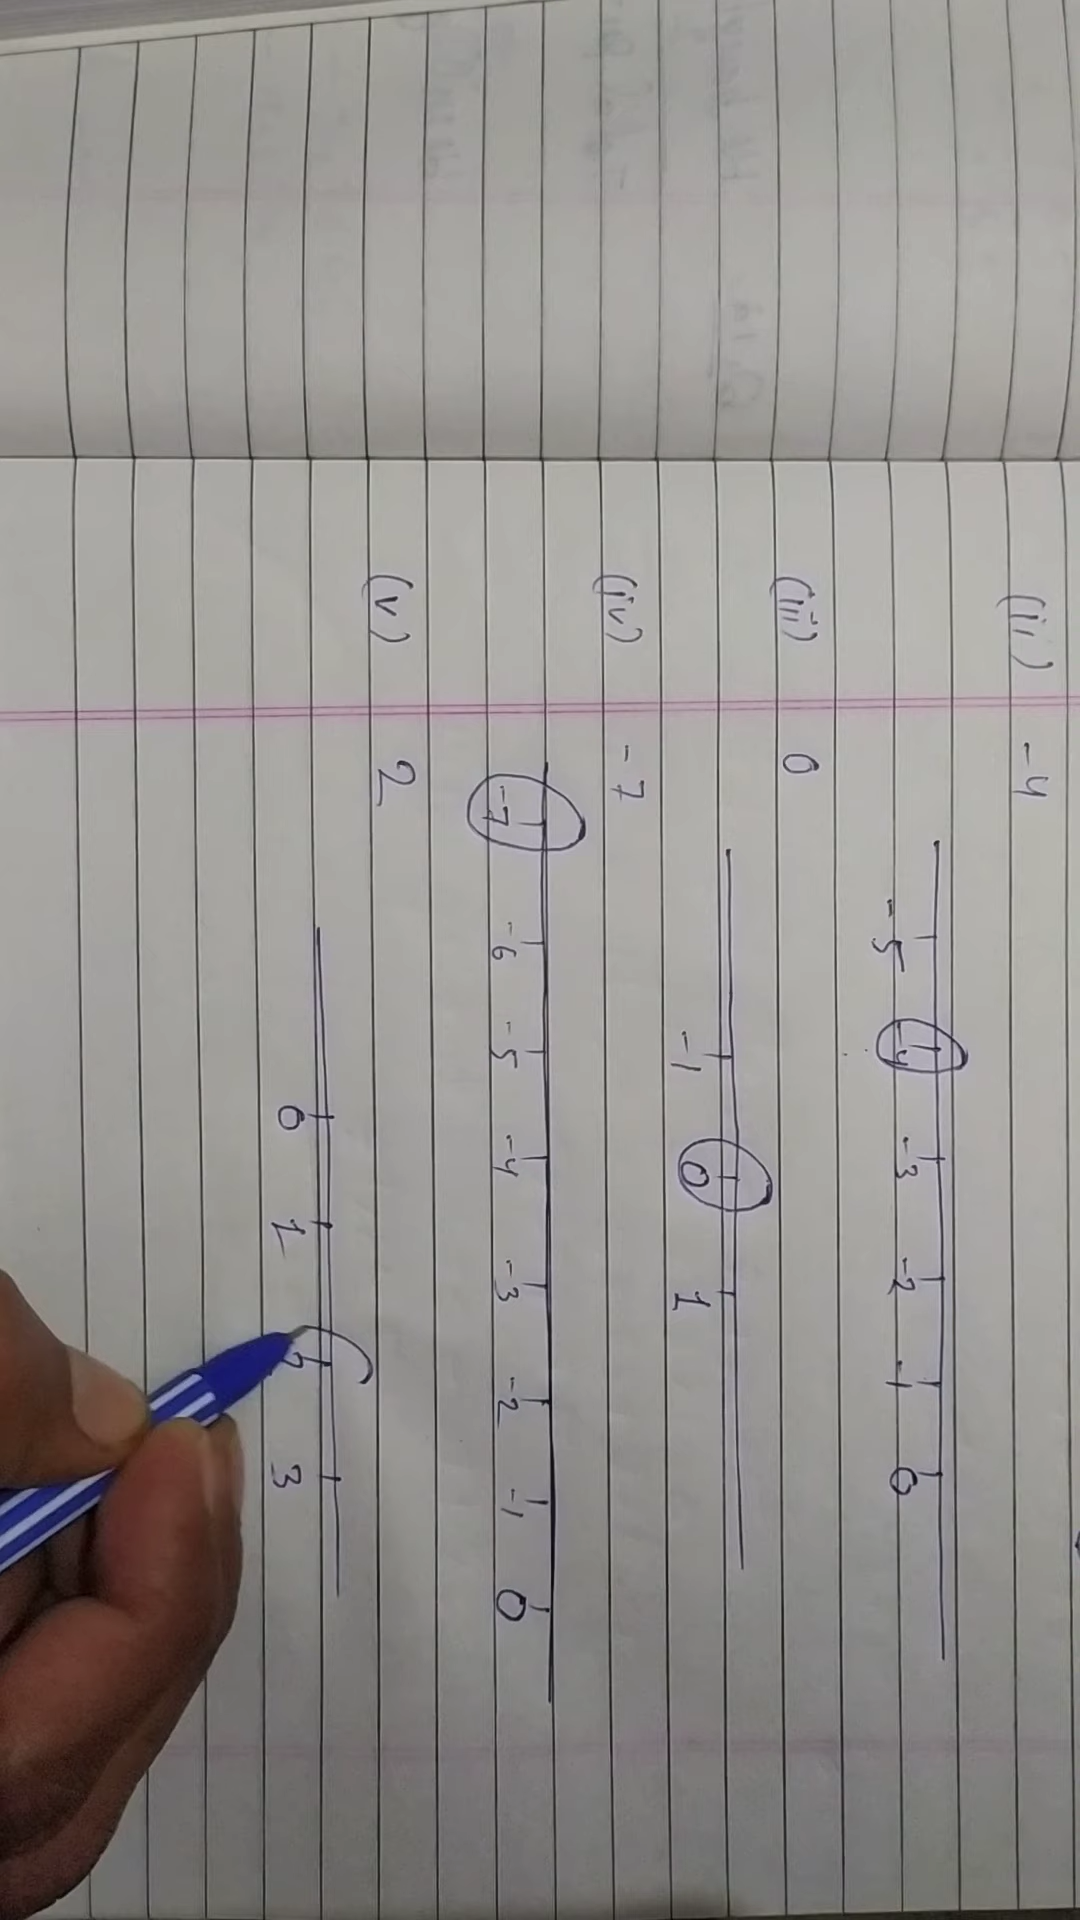 (ii) -4
-5 -4 -3 -2 -1 0
(iii) 0
-1 0 1
(iv) -7
-7 -6 -5 -4 -3 -2 -1 0
(v) 2
0 1 2 3